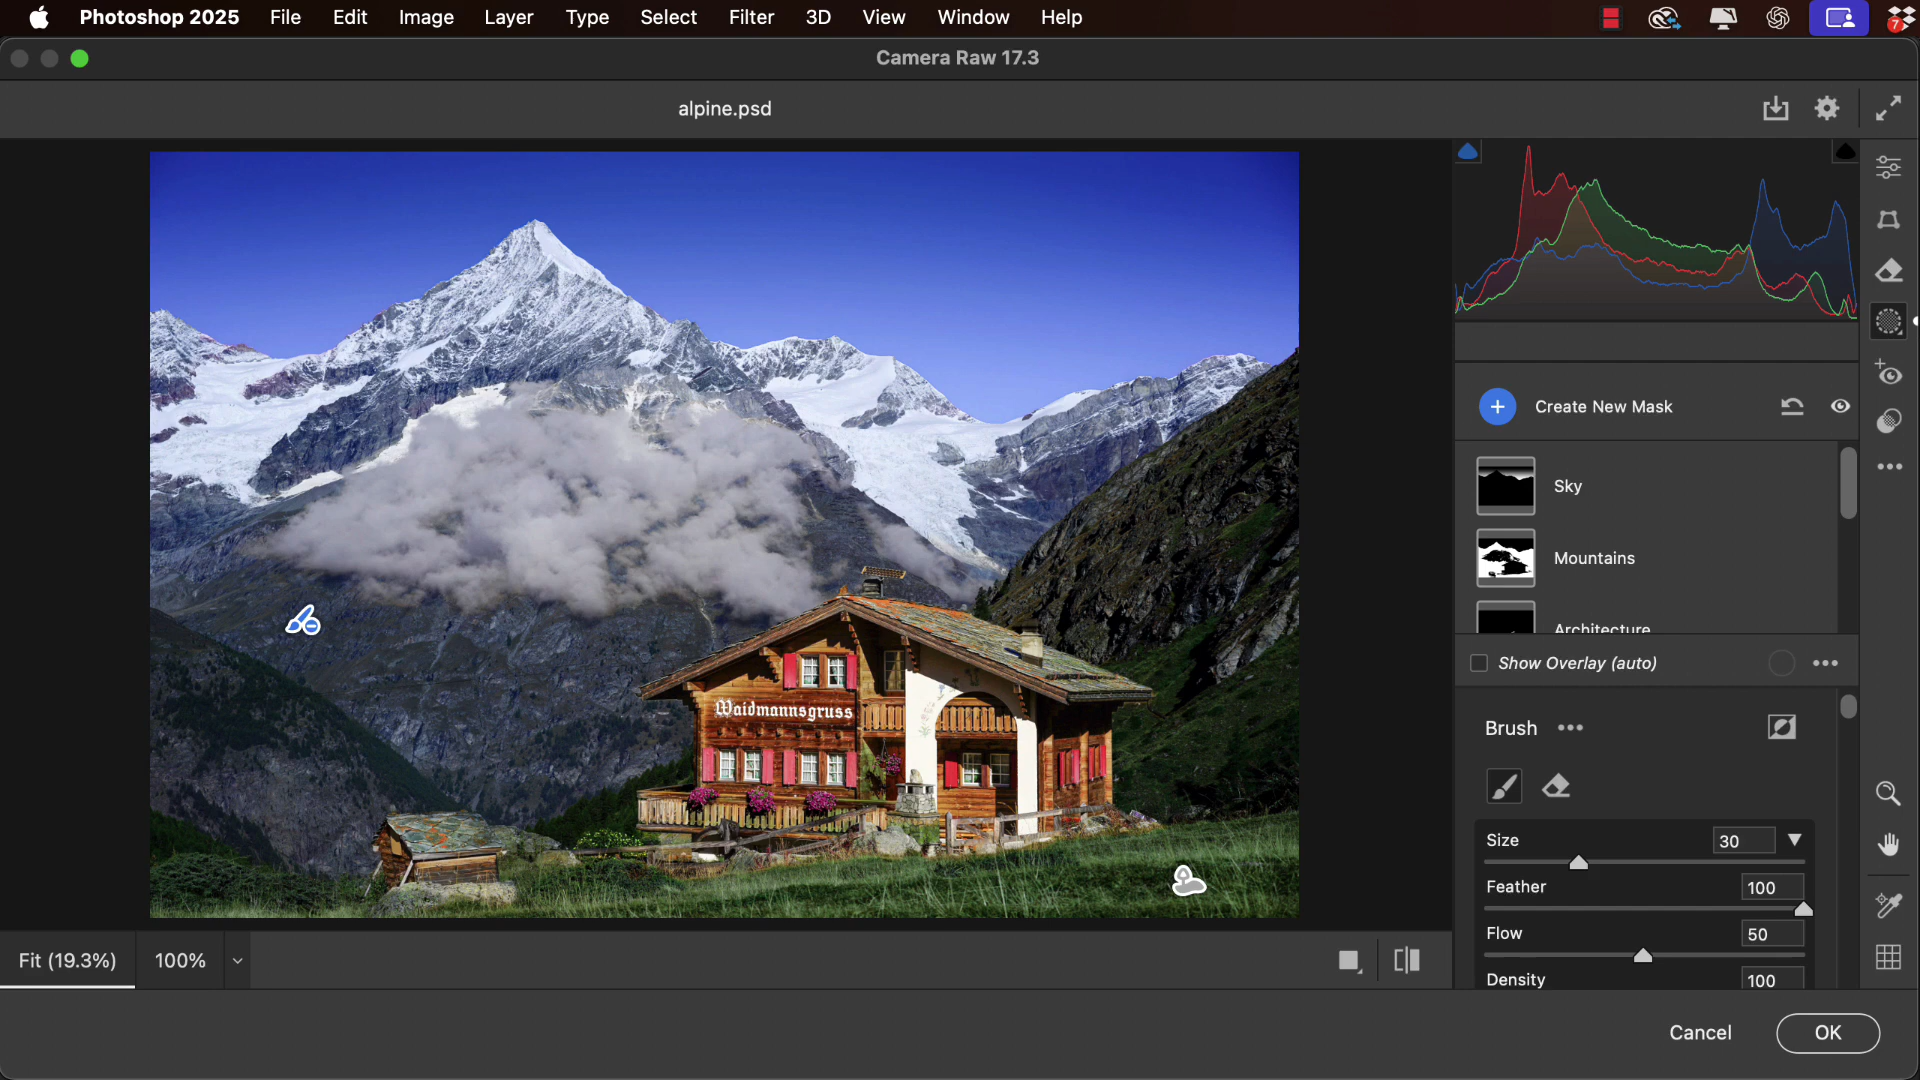 Photoshop 2025 File Edit Image Layer Type Select Filter 3D View Window Help
7
Camera Raw 17.3
alpine.psd
Create New Mask
Sky
Mountains
Architecture
Show Overlay (auto)
Brush
Size 30
Feather 100
Flow 50
Density 100
Waidmannsgruss
Fit (19.3%) 100%
Cancel OK